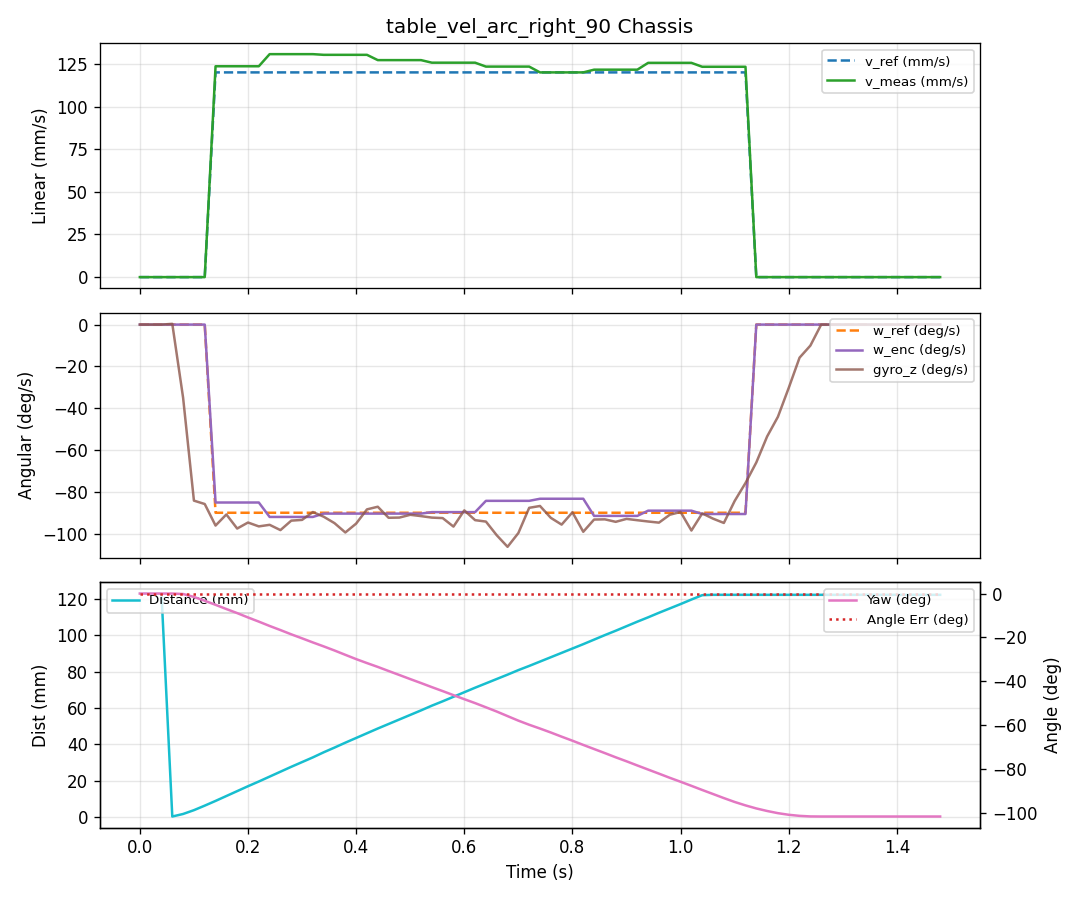 table_vel_arc_right_90 Chassis
Linear (mm/s)
125
100
75
50
25
0
v_ref (mm/s)
v_meas (mm/s)
Angular (deg/s)
0
−20
−40
−60
−80
−100
w_ref (deg/s)
w_enc (deg/s)
gyro_z (deg/s)
Dist (mm)
120
100
80
60
40
20
0
Distance (mm)
Yaw (deg)
Angle Err (deg)
0
−20
−40
−60
−80
−100
Angle (deg)
0.0 0.2 0.4 0.6 0.8 1.0 1.2 1.4
Time (s)